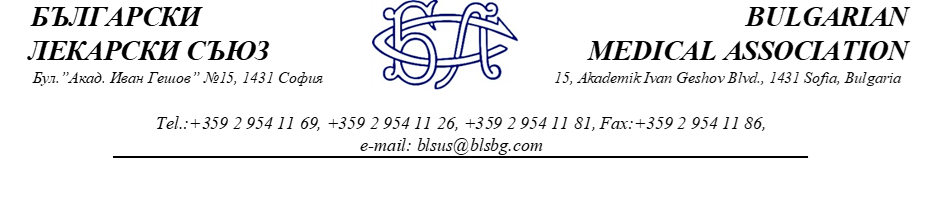 БЪЛГАРСКИ
ЛЕКАРСКИ СЪЮЗ
Бул.”Акад. Иван Гешов” №15, 1431 София
BULGARIAN
MEDICAL ASSOCIATION
15, Akademik Ivan Geshov Blvd., 1431 Sofia, Bulgaria
Tel.:+359 2 954 11 69, +359 2 954 11 26, +359 2 954 11 81, Fax:+359 2 954 11 86,
e-mail: blsus@blsbg.com